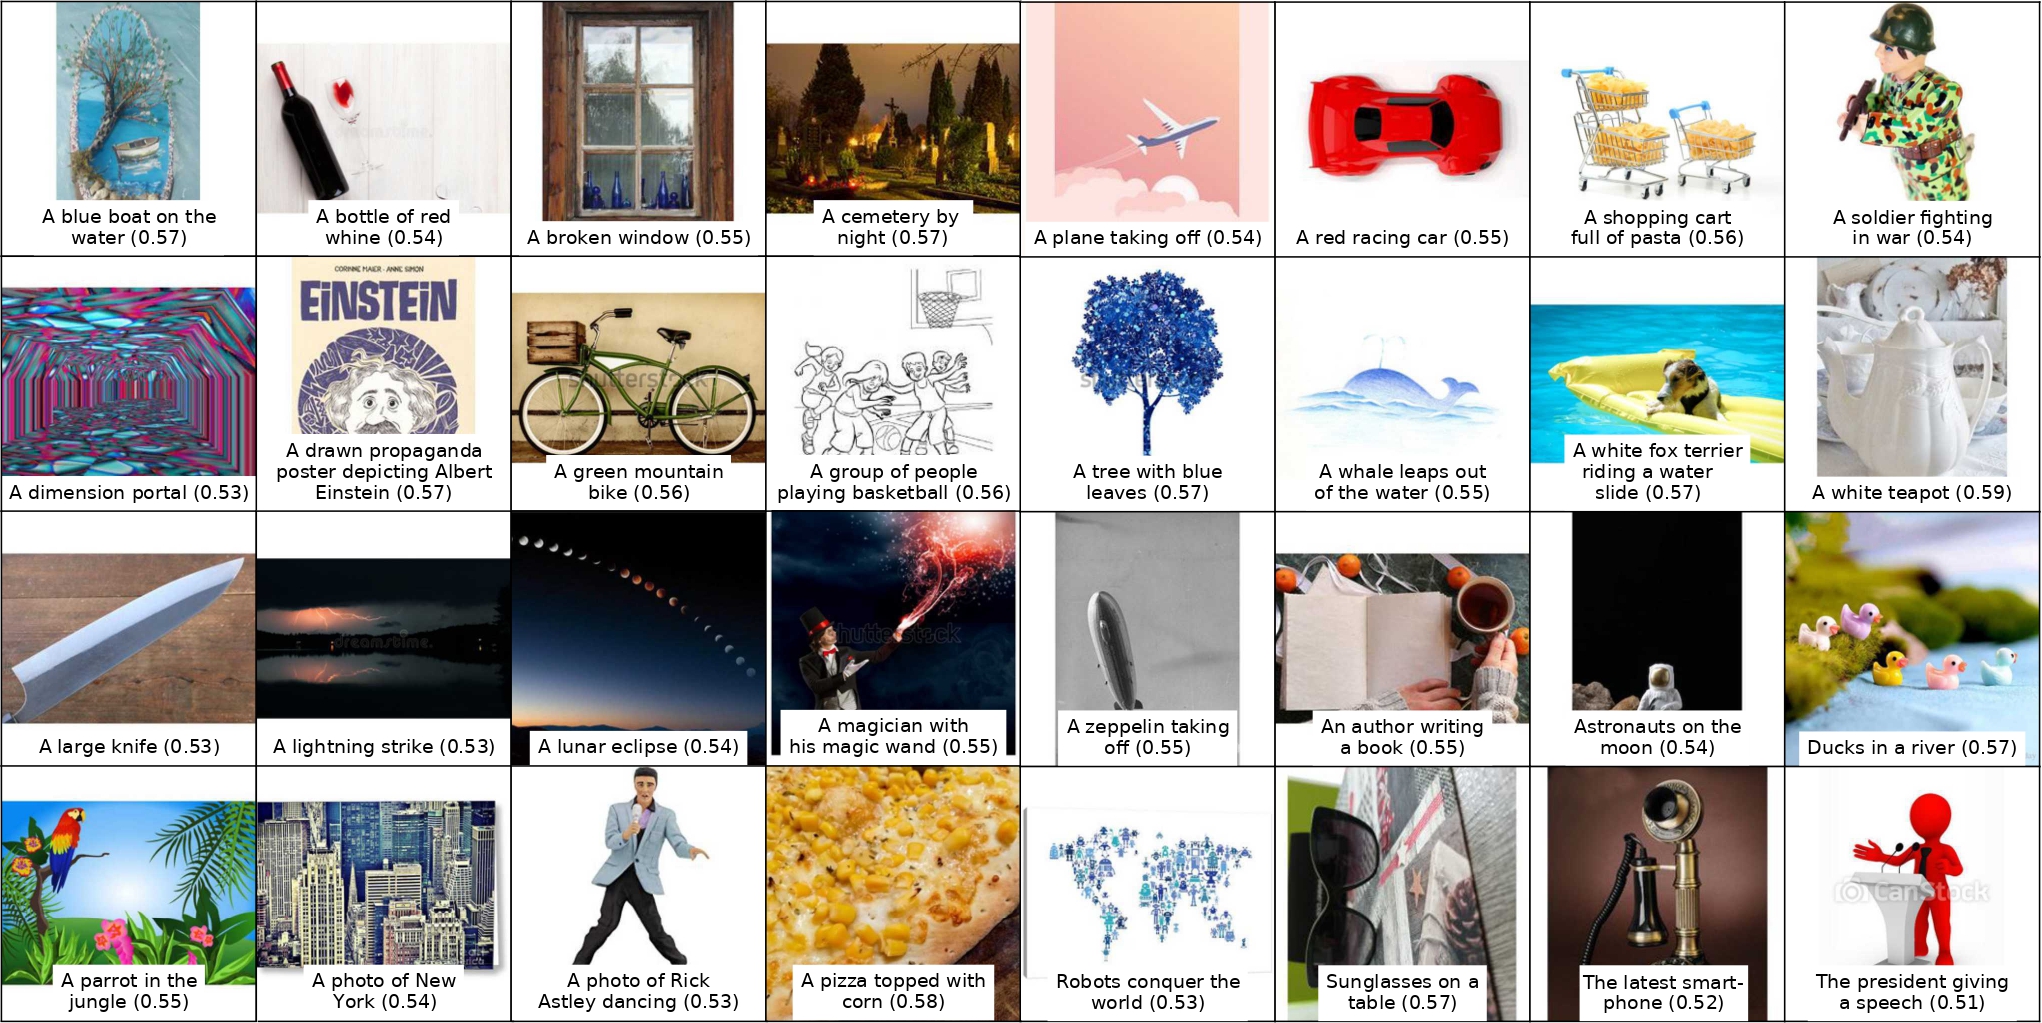 A blue boat on the
water (0.57)
dreamstime.
A bottle of red
whine (0.54)
A broken window (0.55)
A cemetery by
night (0.57)
A plane taking off (0.54)
A red racing car (0.55)
A shopping cart
full of pasta (0.56)
A soldier fighting
in war (0.54)
A dimension portal (0.53)
CORINNE MAIER - ANNE SIMON
EiNSTEiN
A drawn propaganda
poster depicting Albert
Einstein (0.57)
shutterstock
A green mountain
bike (0.56)
A group of people
playing basketball (0.56)
A tree with blue
leaves (0.57)
A whale leaps out
of the water (0.55)
A white fox terrier
riding a water
slide (0.57)
A white teapot (0.59)
A large knife (0.53)
dreamstime.
A lightning strike (0.53)
A lunar eclipse (0.54)
shutterstock
A magician with
his magic wand (0.55)
A zeppelin taking
off (0.55)
An author writing
a book (0.55)
Astronauts on the
moon (0.54)
Ducks in a river (0.57)
A parrot in the
jungle (0.55)
A photo of New
York (0.54)
A photo of Rick
Astley dancing (0.53)
A pizza topped with
corn (0.58)
Robots conquer the
world (0.53)
Sunglasses on a
table (0.57)
The latest smart-
phone (0.52)
CanStock
The president giving
a speech (0.51)